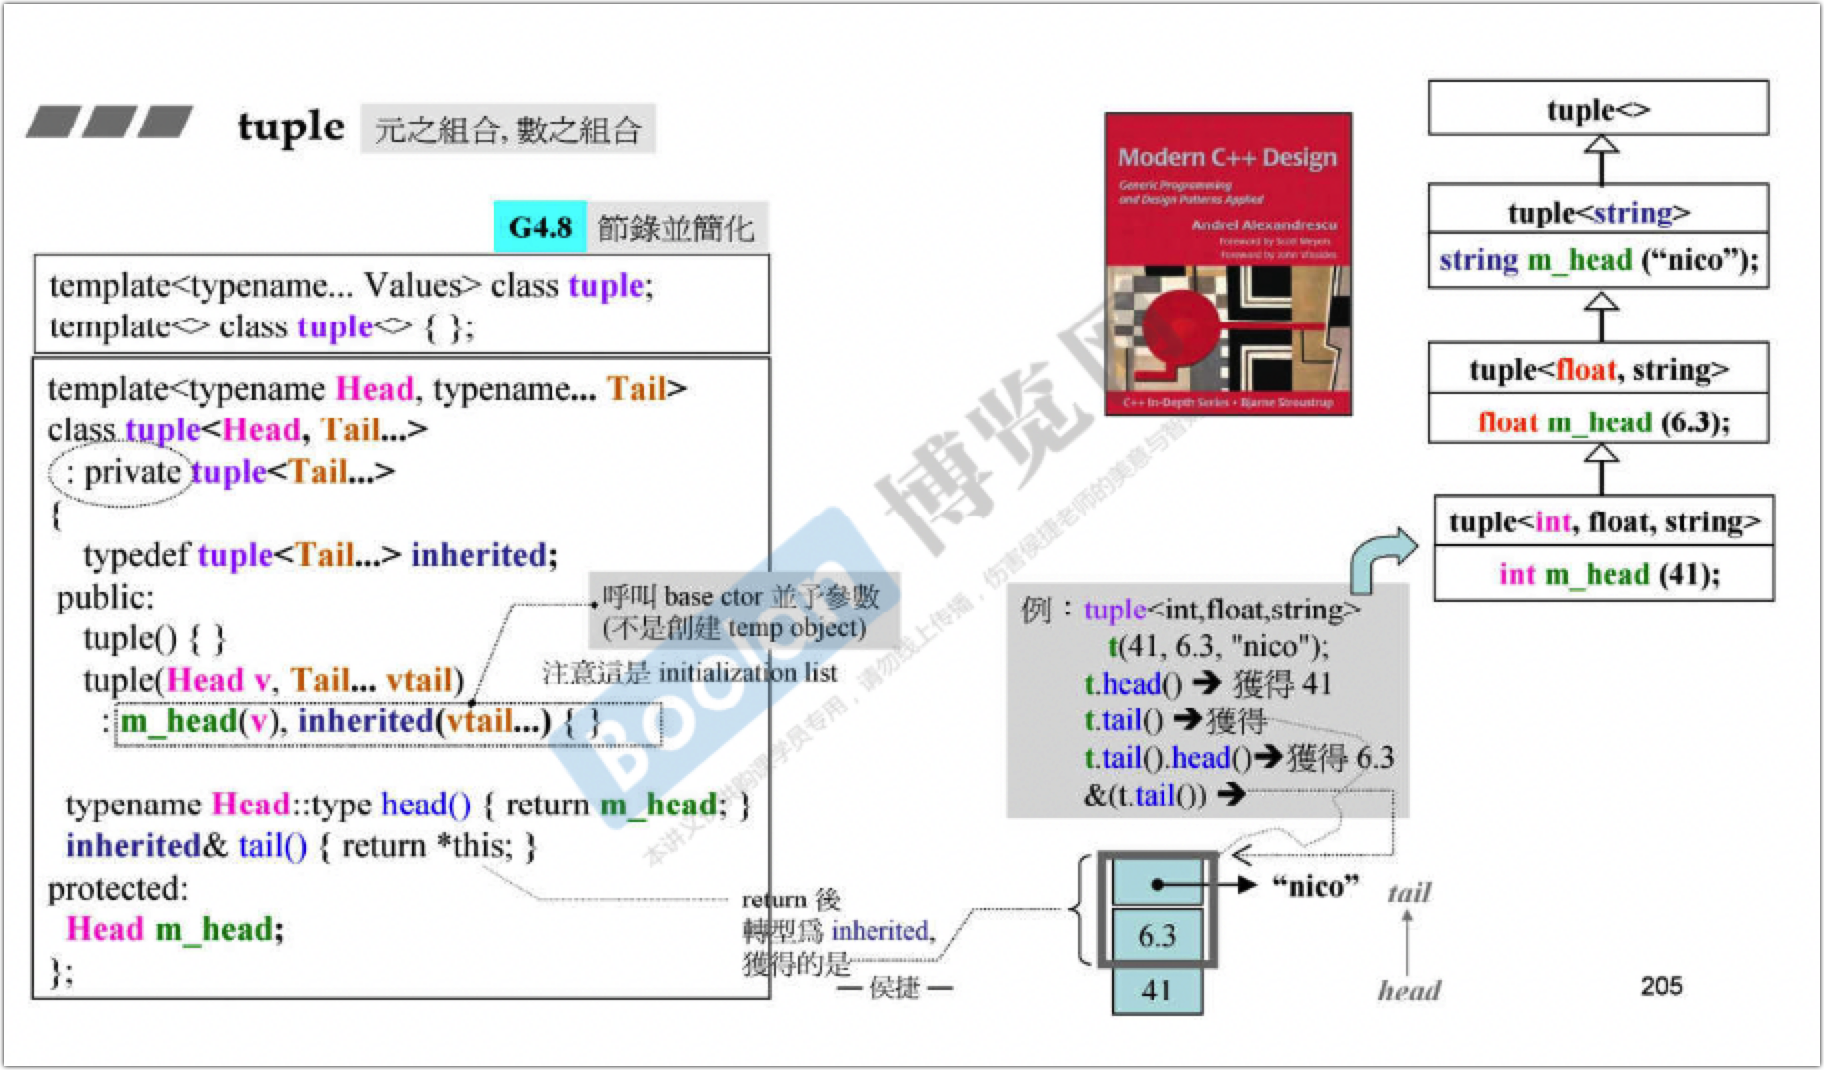 tuple 元之組合, 數之組合
G4.8 節錄並簡化
template<typename... Values> class tuple;
template<> class tuple<> { };
template<typename Head, typename... Tail>
class tuple<Head, Tail...>
: private tuple<Tail...>
{
typedef tuple<Tail...> inherited;
public:
tuple() { }
tuple(Head v, Tail... vtail)
: m_head(v), inherited(vtail...) { }
呼叫 base ctor 並予參數
(不是創建 temp object)
注意這是 initialization list
typename Head::type head() { return m_head; }
inherited& tail() { return *this; }
protected:
Head m_head;
};
return 後
轉型爲 inherited,
獲得的是
— 侯捷 —
Modern C++ Design
Generic Programming
and Design Patterns Applied
Andrei Alexandrescu
Foreword by Scott Meyers
Foreword by John Vlissides
C++ In-Depth Series • Bjarne Stroustrup
tuple<>
tuple<string>
string m_head (“nico”);
tuple<float, string>
float m_head (6.3);
tuple<int, float, string>
int m_head (41);
例：tuple<int,float,string>
t(41, 6.3, "nico");
t.head() ➔ 獲得 41
t.tail() ➔獲得
t.tail().head()➔獲得 6.3
&(t.tail()) ➔
“nico”
6.3
41
tail
head
205
Boolan
博览网
本讲义仅供购课学员专用，请勿线上传播，伤害侯捷老师的美意与智